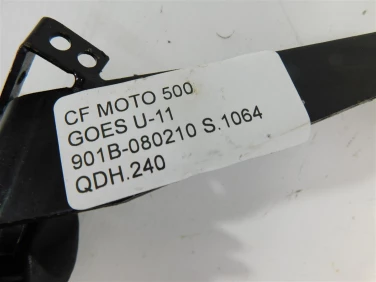 CF MOTO 500
GOES U-11
901B-080210 S.1064
QDH.240